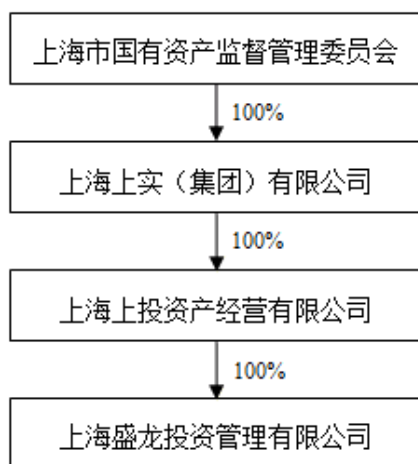 上海市国有资产监督管理委员会
100%
上海上实（集团）有限公司
100%
上海上投资产经营有限公司
100%
上海盛龙投资管理有限公司